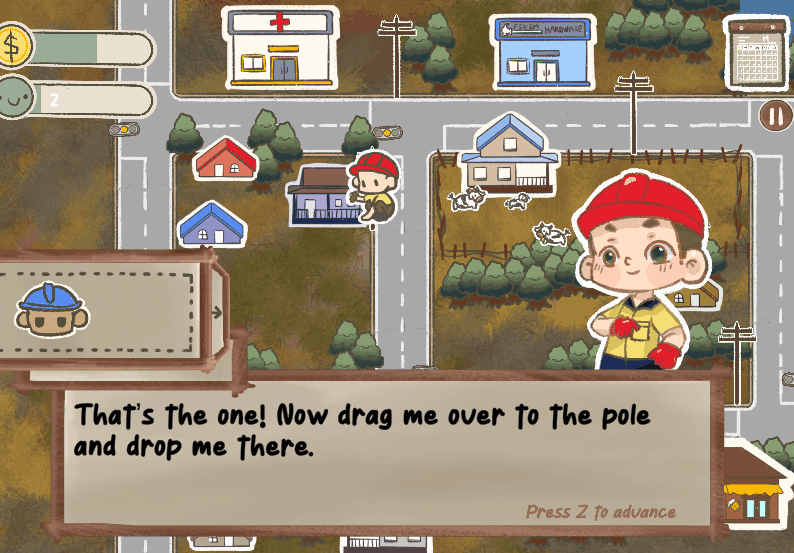 HARDWARE
2
That's the one! Now drag me over to the pole
and drop me there.
Press Z to advance